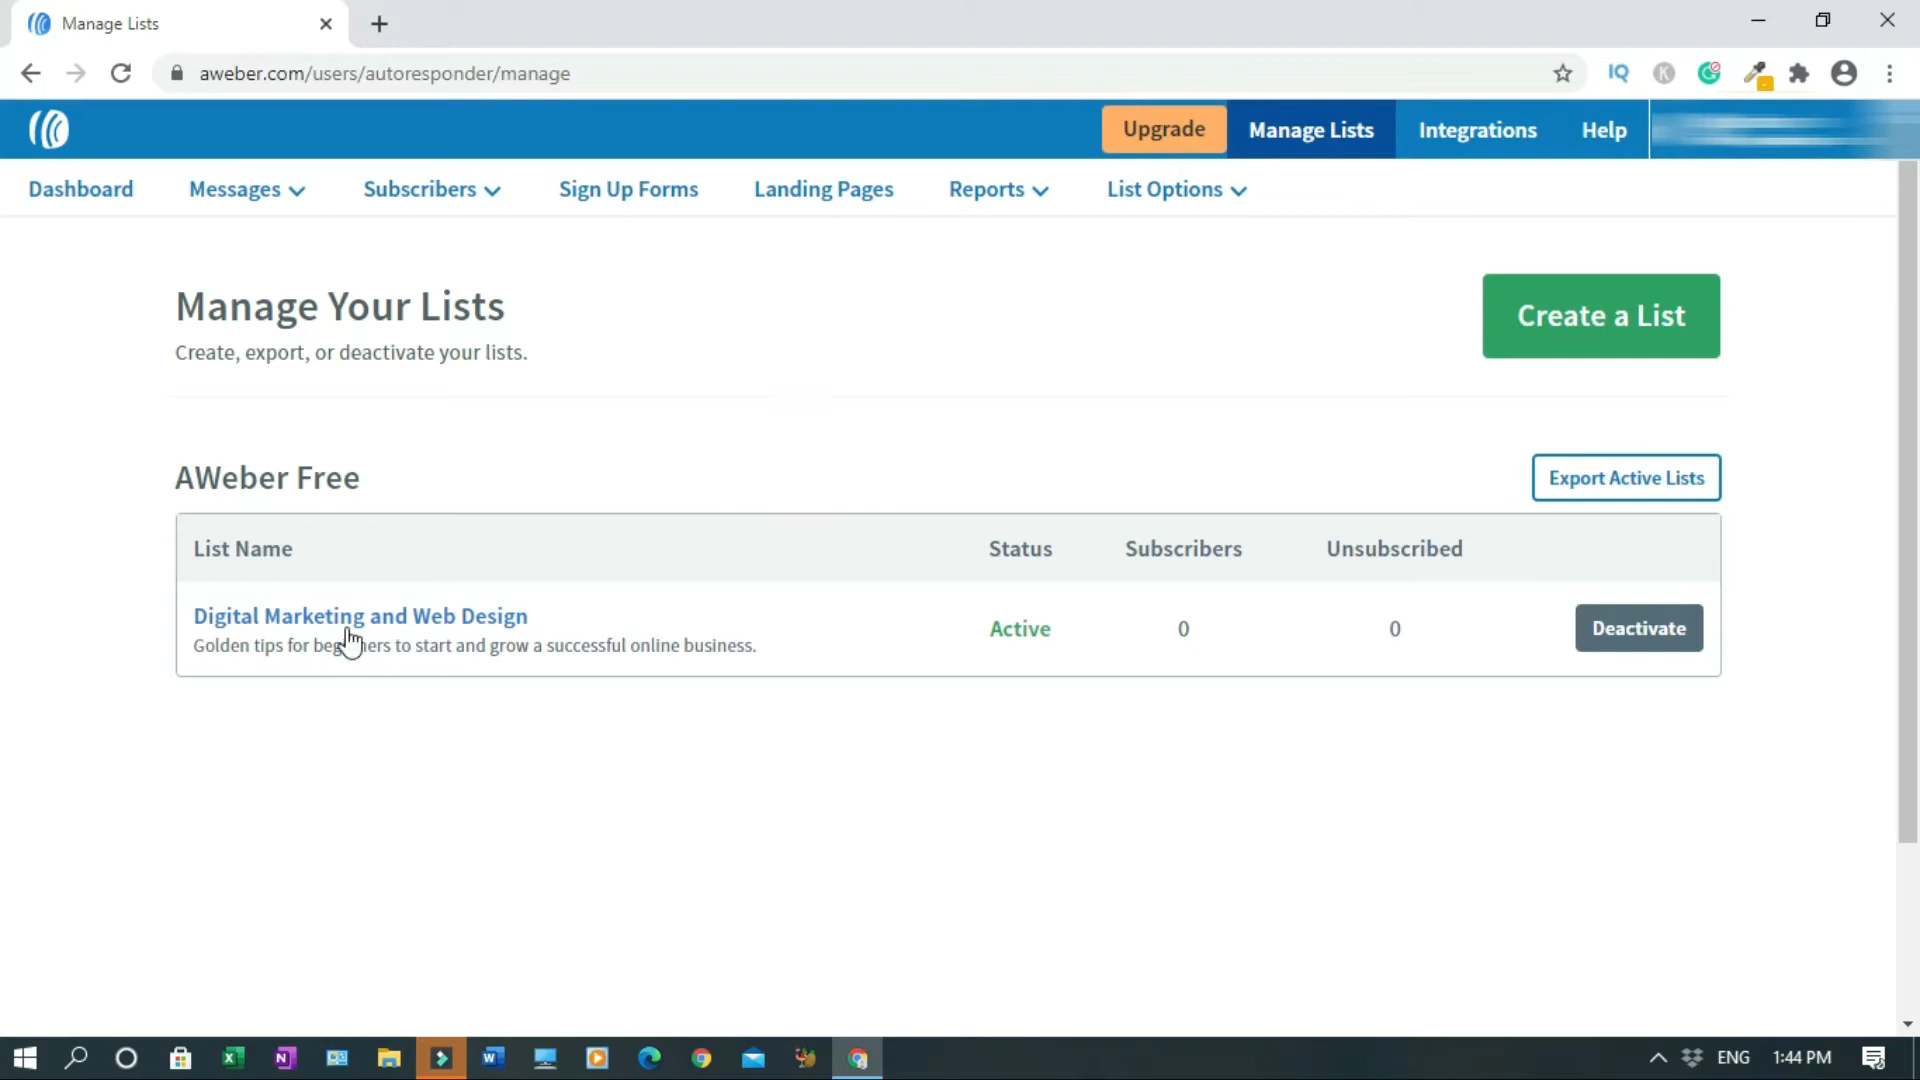 Manage Lists
aweber.com/users/autoresponder/manage
IQ
K
Upgrade
Manage Lists
Integrations
Help
Dashboard
Messages
Subscribers
Sign Up Forms
Landing Pages
Reports
List Options
Manage Your Lists
Create, export, or deactivate your lists.
Create a List
AWeber Free
Export Active Lists
List Name
Status
Subscribers
Unsubscribed
Digital Marketing and Web Design
Golden tips for beginners to start and grow a successful online business.
Active
0
0
Deactivate
ENG
1:44 PM